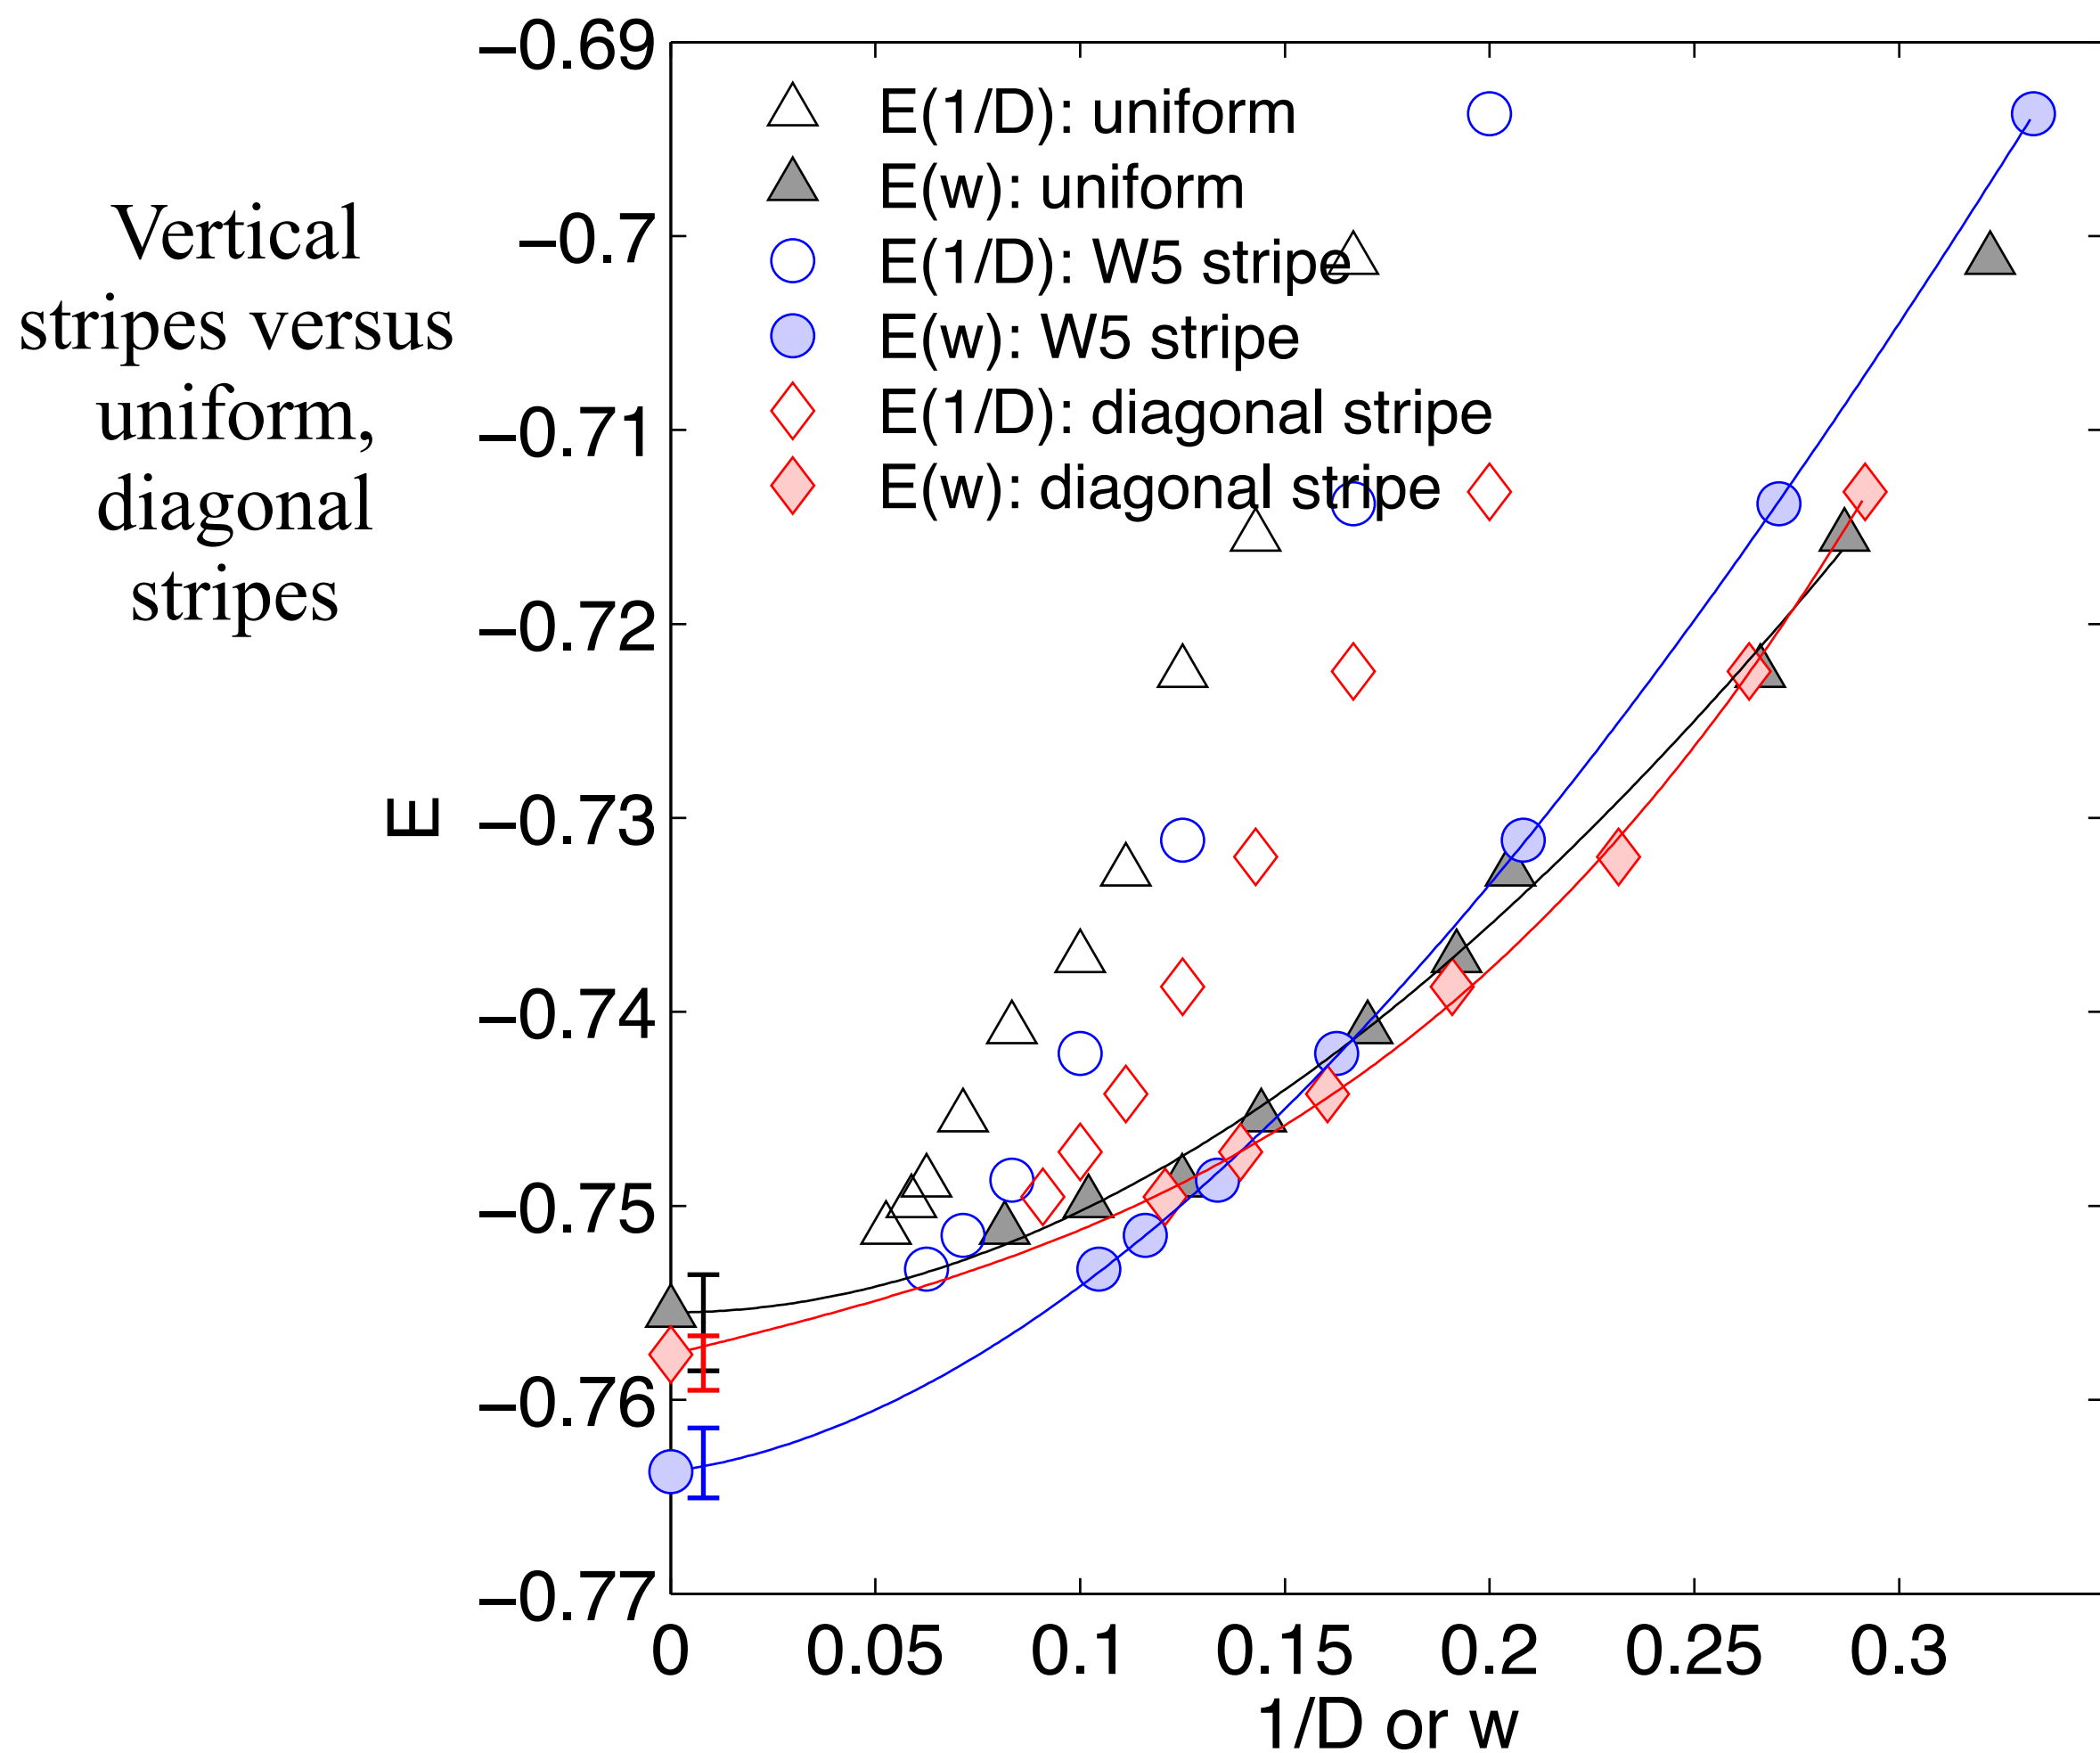 Vertical
stripes versus
uniform,
diagonal
stripes
E
−0.69
−0.7
−0.71
−0.72
−0.73
−0.74
−0.75
−0.76
−0.77
E(1/D): uniform
E(w): uniform
E(1/D): W5 stripe
E(w): W5 stripe
E(1/D): diagonal stripe
E(w): diagonal stripe
0 0.05 0.1 0.15 0.2 0.25 0.3
1/D or w